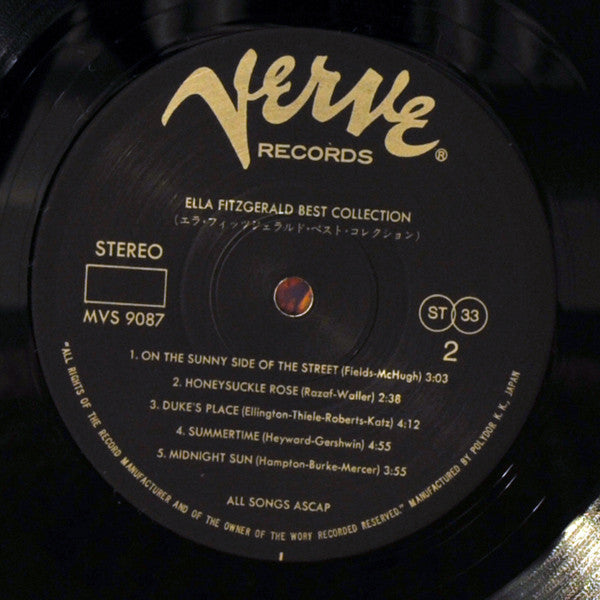 Verve
RECORDS ®
ELLA FITZGERALD BEST COLLECTION
(エラ・フィッツジェラルド・ベスト・コレクション)
STEREO
MVS 9087
ST 33
2
1. ON THE SUNNY SIDE OF THE STREET (Fields-McHugh) 3:03
2. HONEYSUCKLE ROSE (Razaf-Waller) 2:38
3. DUKE'S PLACE (Ellington-Thiele-Roberts-Katz) 4:12
4. SUMMERTIME (Heyward-Gershwin) 4:55
5. MIDNIGHT SUN (Hampton-Burke-Mercer) 3:55
ALL SONGS ASCAP
"ALL RIGHTS OF THE RECORD MANUFACTURER AND OF THE OWNER OF THE WORY RECORDED RESERVED." MANUFACTURED BY POLYDOR K.K., JAPAN